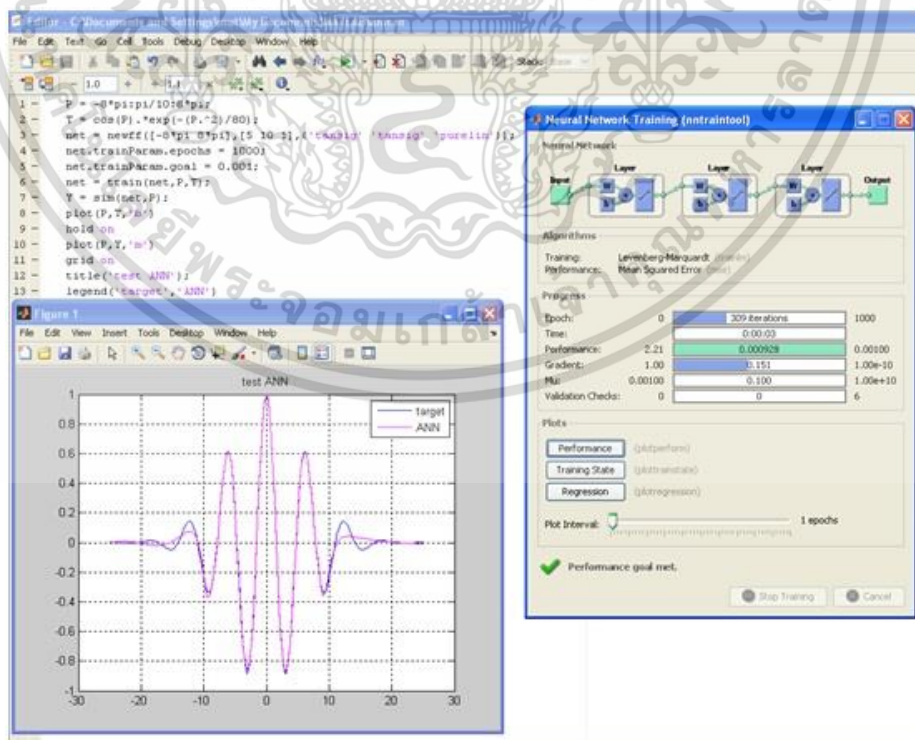 Editor - C:\Documents and Settings\
File Edit Text Go Cell Tools Debug Desktop Window Help
Stack: Base
1.0 1.1
1 - P = -8*pi:pi/10:8*pi;
2 - T = cos(P).*exp(-(P.^2)/80);
3 - net = newff([-8*pi 8*pi],[5 10 1],{'tansig' 'tansig' 'purelin'});
4 - net.trainParam.epochs = 1000;
5 - net.trainParam.goal = 0.001;
6 - net = train(net,P,T);
7 - Y = sim(net,P);
8 - plot(P,T,
9 - hold on
10 - plot(P,Y,'m')
11 - grid on
12 - title('test ANN');
13 - legend('target','ANN')
Neural Network Training (nntraintool)
Neural Network
Input Layer Layer Layer Output
W W W
b b b
Algorithms
Training: Levenberg-Marquardt (trainlm)
Performance: Mean Squared Error (mse)
Progress
Epoch: 0 309 iterations 1000
Time: 0:00:03
Performance: 2.21 0.000928 0.00100
Gradient: 1.00 0.151 1.00e-10
Mu: 0.00100 0.100 1.00e+10
Validation Checks: 0 0 6
Plots
Performance (plotperform)
Training State (plottrainstate)
Regression (plotregression)
Plot Interval: 1 epochs
Performance goal met.
Stop Training Cancel
Figure 1
File Edit View Insert Tools Desktop Window Help
test ANN
target
ANN
1
0.8
0.6
0.4
0.2
0
-0.2
-0.4
-0.6
-0.8
-1
-30 -20 -10 0 10 20 30